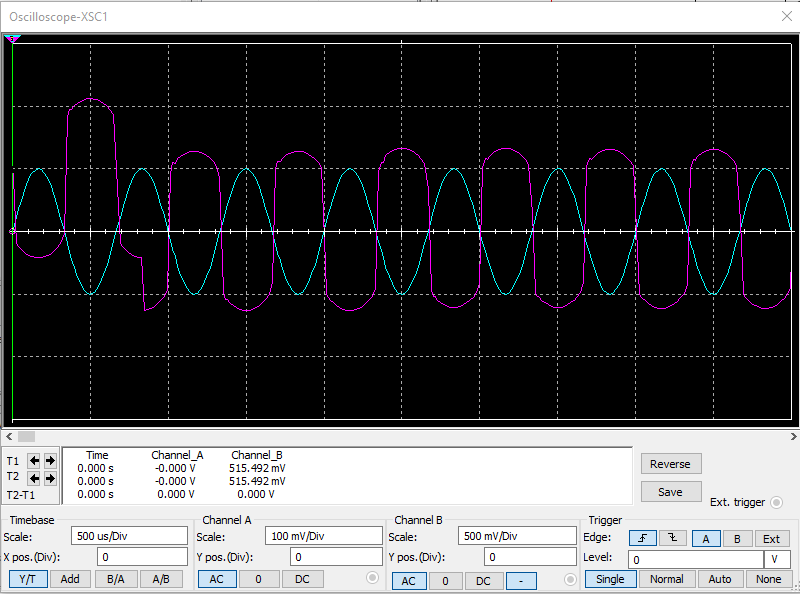 Oscilloscope-XSC1
Time Channel_A Channel_B
T1 0.000 s -0.000 V 515.492 mV
T2 0.000 s -0.000 V 515.492 mV
T2-T1 0.000 s 0.000 V 0.000 V
Reverse
Save
Ext. trigger
Timebase Channel A Channel B Trigger
Scale: 500 us/Div Scale: 100 mV/Div Scale: 500 mV/Div Edge: A B Ext
X pos.(Div): 0 Y pos.(Div): 0 Y pos.(Div): 0 Level: 0 V
Y/T Add B/A A/B AC 0 DC AC 0 DC - Single Normal Auto None